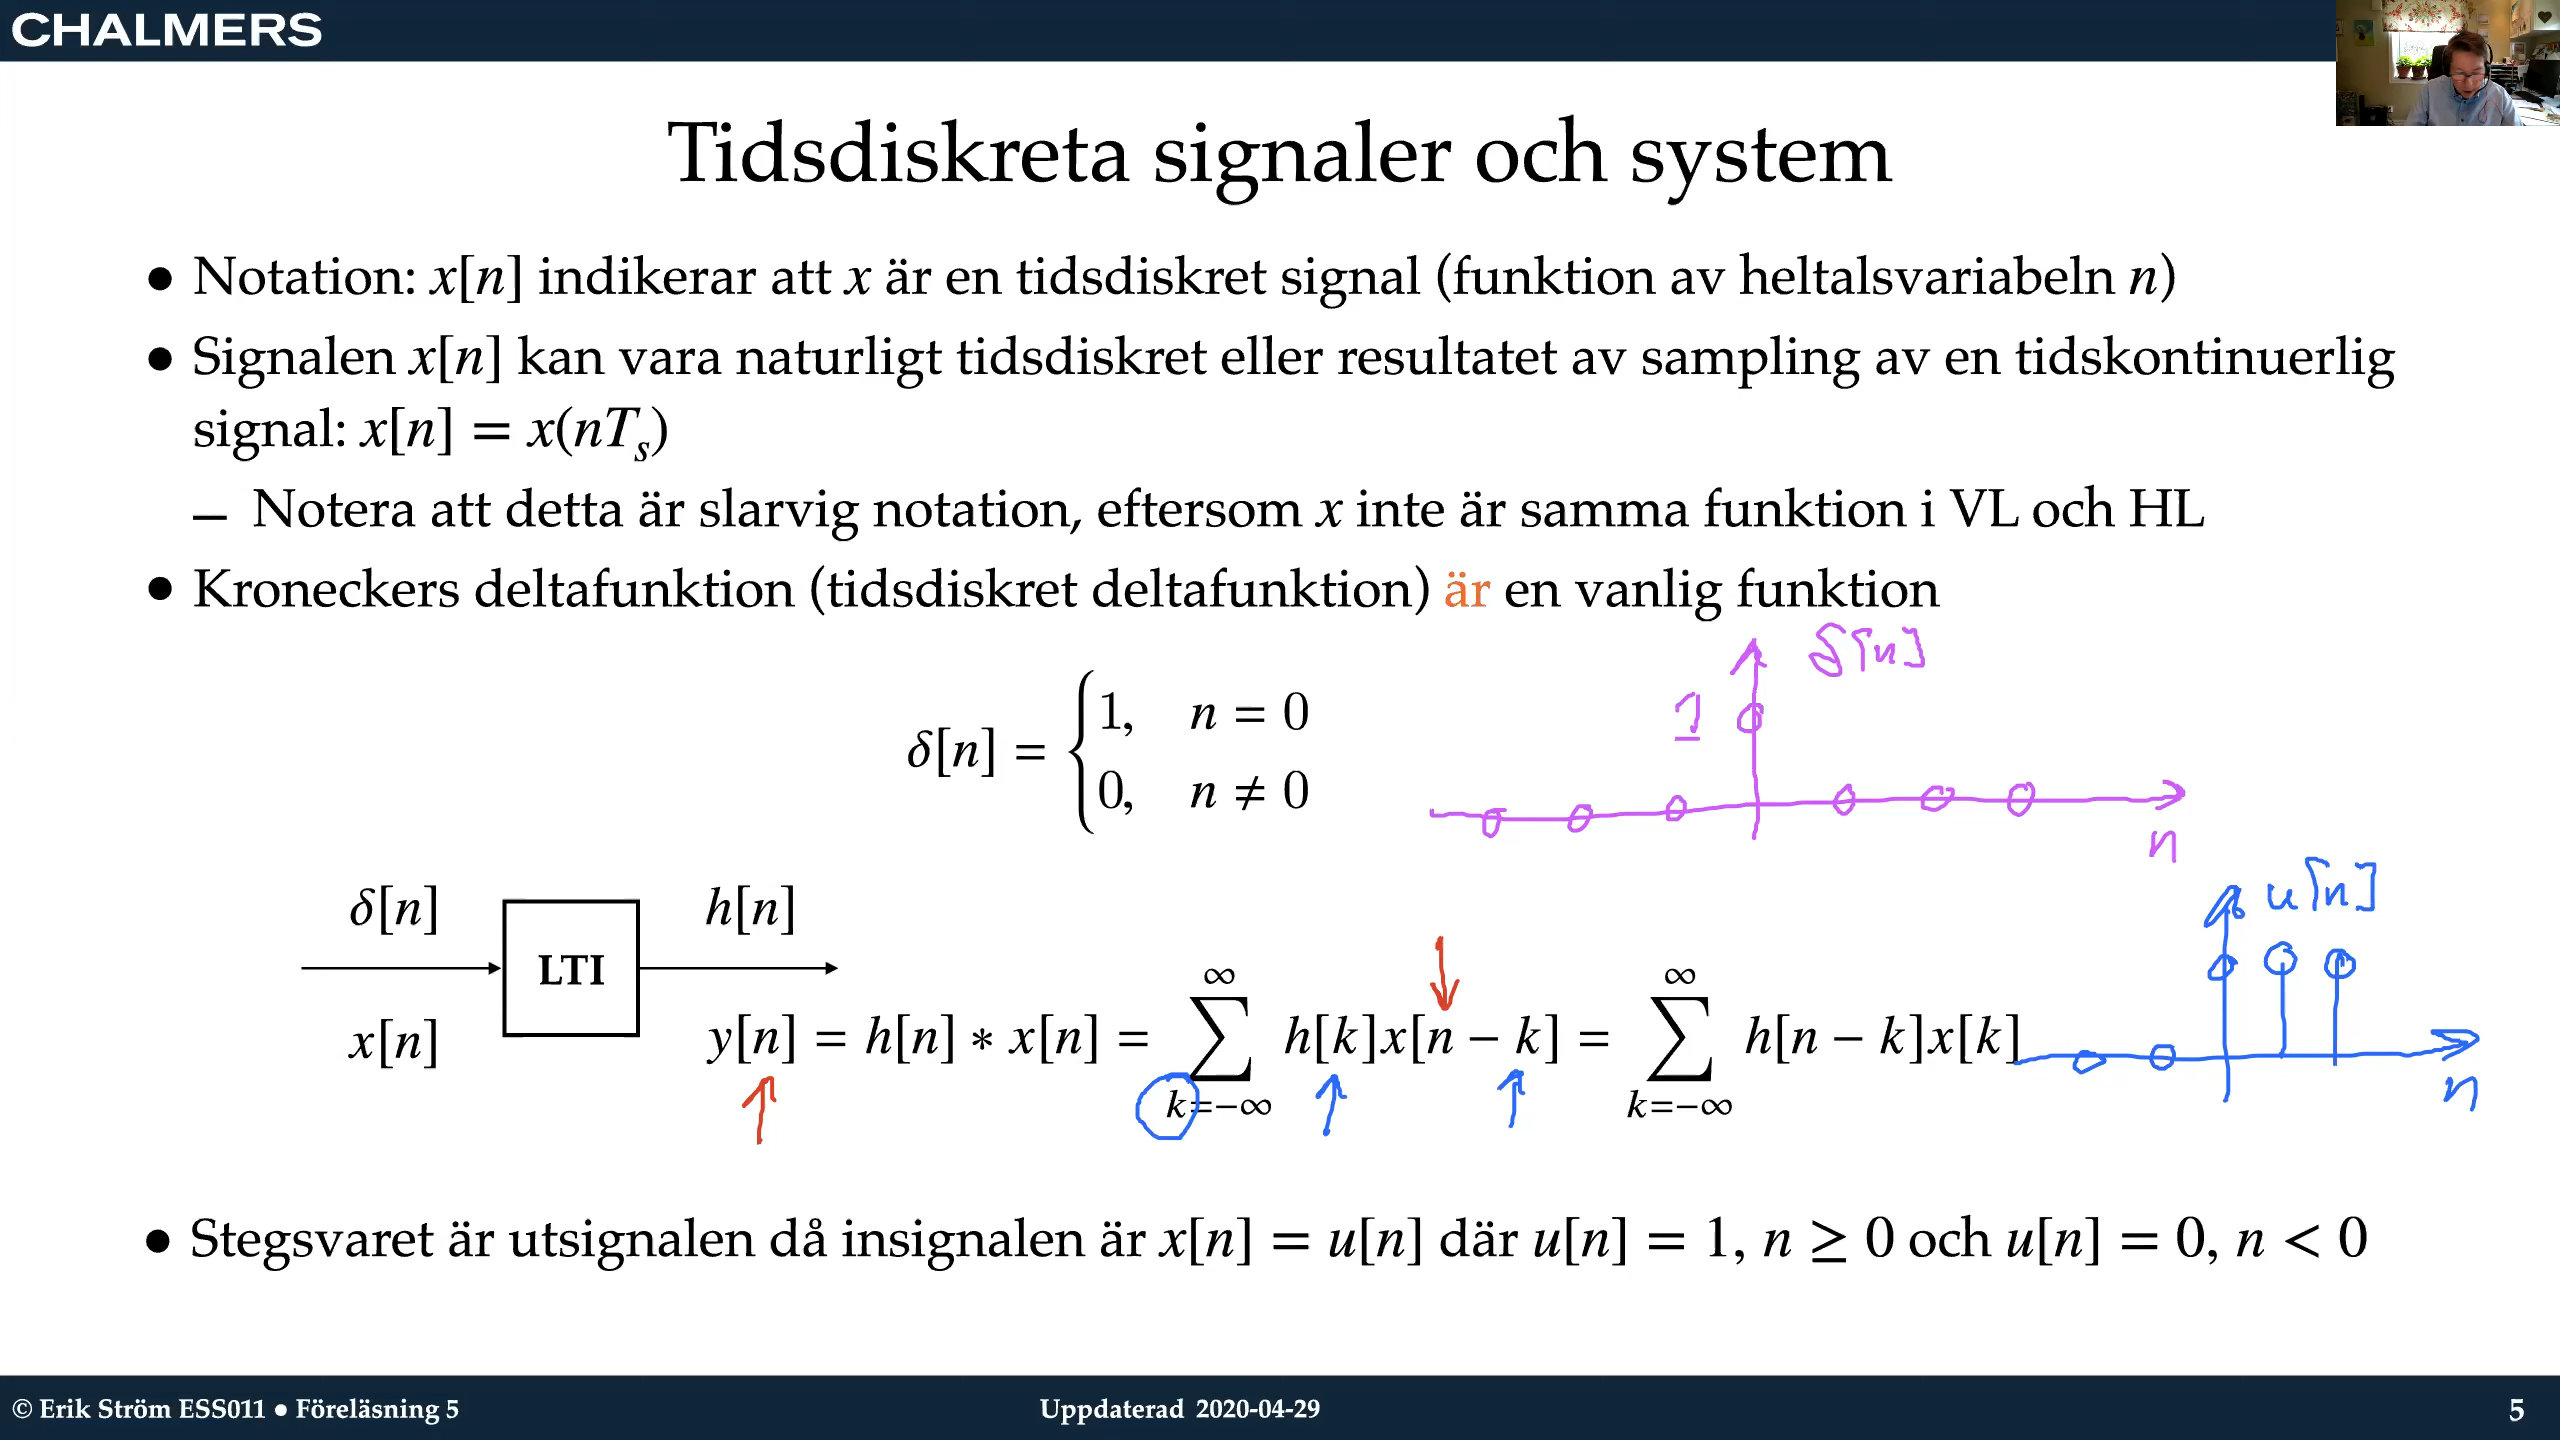 CHALMERS
Tidsdiskreta signaler och system
● Notation: x[n] indikerar att x är en tidsdiskret signal (funktion av heltalsvariabeln n)
● Signalen x[n] kan vara naturligt tidsdiskret eller resultatet av sampling av en tidskontinuerlig
signal: x[n] = x(nTₛ)
– Notera att detta är slarvig notation, eftersom x inte är samma funktion i VL och HL
● Kroneckers deltafunktion (tidsdiskret deltafunktion) är en vanlig funktion
δ[n]
δ[n] = { 1, n = 0
0, n ≠ 0
1
n
δ[n]
LTI
h[n]
u[n]
x[n]
y[n] = h[n] * x[n] = ∑_{k=−∞}^{∞} h[k]x[n − k] = ∑_{k=−∞}^{∞} h[n − k]x[k]
n
● Stegsvaret är utsignalen då insignalen är x[n] = u[n] där u[n] = 1, n ≥ 0 och u[n] = 0, n < 0
© Erik Ström ESS011 ● Föreläsning 5
Uppdaterad 2020-04-29
5